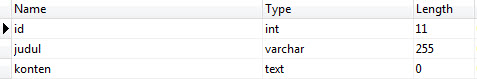 Name Type Length
id int 11
judul varchar 255
konten text 0